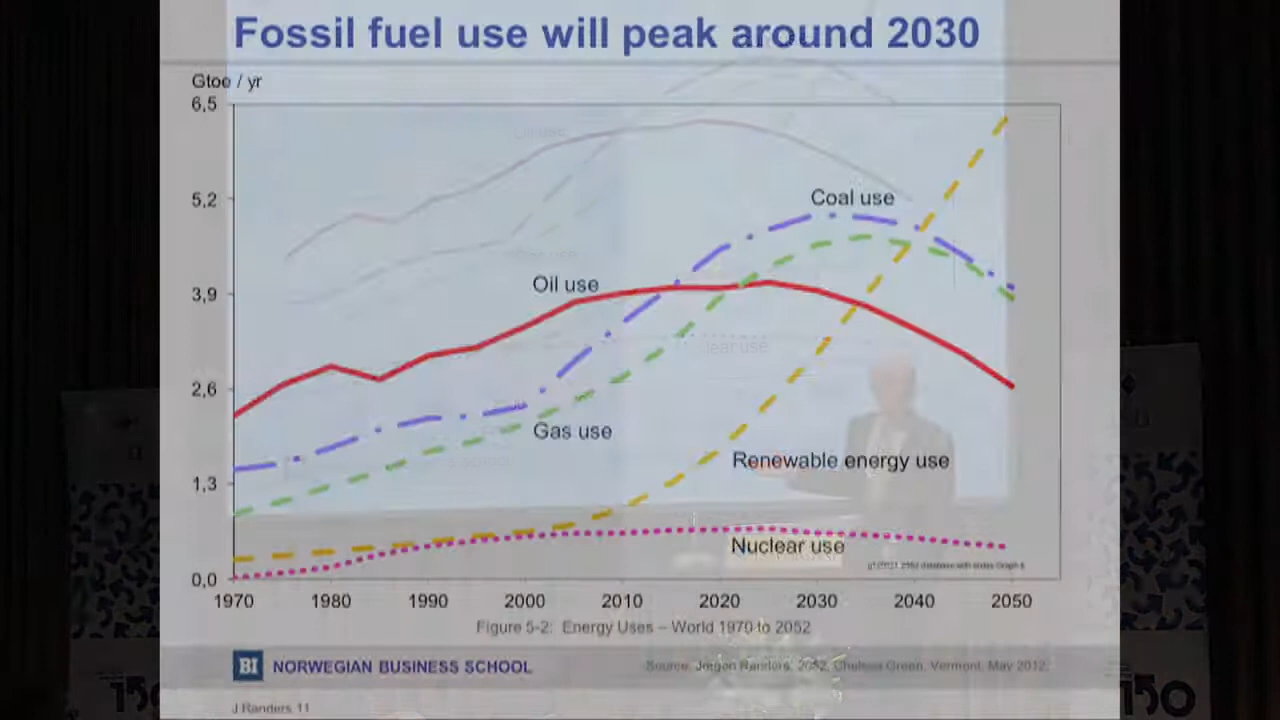 Fossil fuel use will peak around 2030
Gtoe / yr
6,5
5,2
3,9
2,6
1,3
0,0
Coal use
Oil use
Gas use
Renewable energy use
Nuclear use
1970 1980 1990 2000 2010 2020 2030 2040 2050
Figure 5-2: Energy Uses – World 1970 to 2052
BI NORWEGIAN BUSINESS SCHOOL
Source: Jorgen Randers, 2052, Chelsea Green, Vermont, May 2012.
J Randers 11
150
150